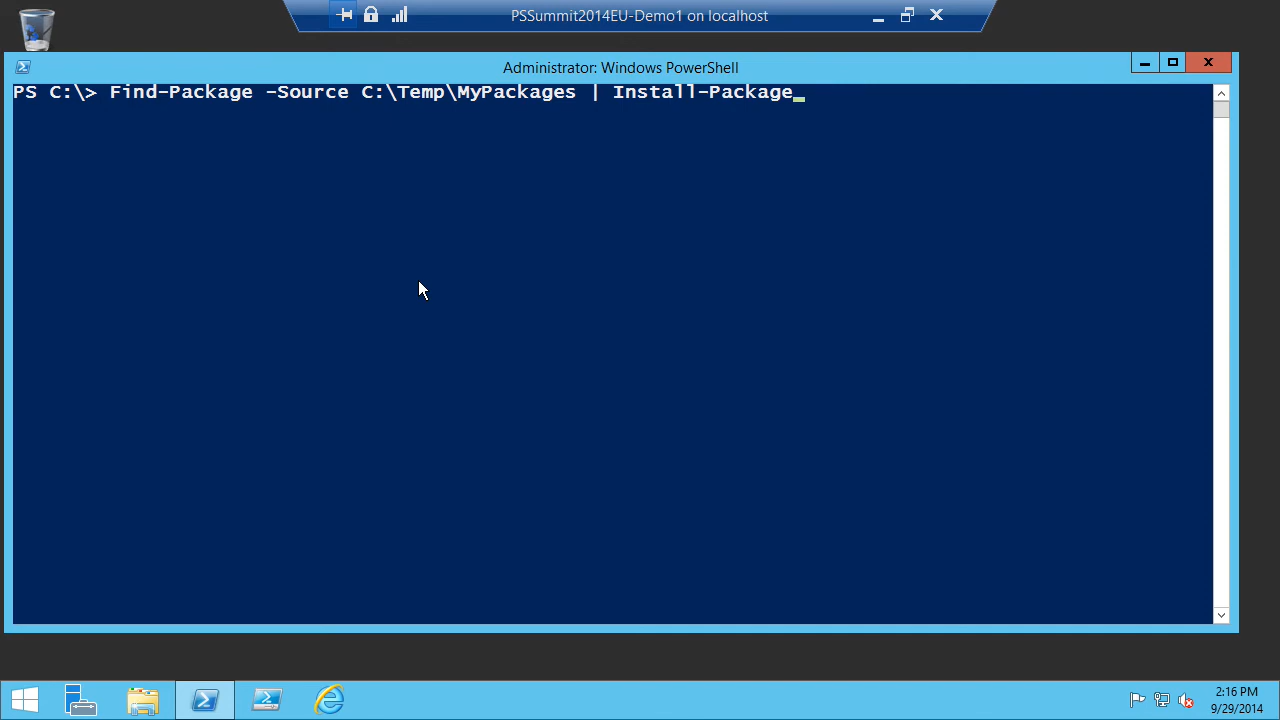 PSSummit2014EU-Demo1 on localhost
Administrator: Windows PowerShell
PS C:\> Find-Package -Source C:\Temp\MyPackages | Install-Package
2:16 PM
9/29/2014